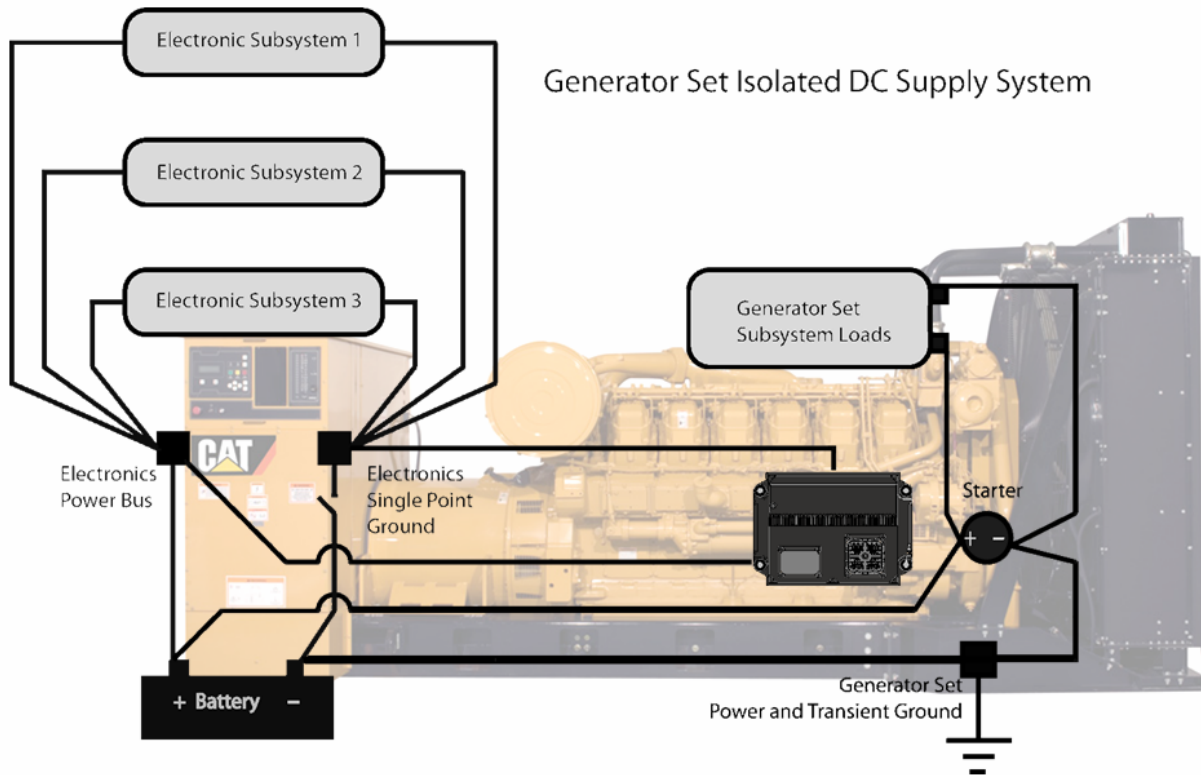 Electronic Subsystem 1
Generator Set Isolated DC Supply System
Electronic Subsystem 2
Electronic Subsystem 3
Generator Set
Subsystem Loads
CAT
Electronics
Power Bus
Electronics
Single Point
Ground
Starter
+ -
+ Battery -
Generator Set
Power and Transient Ground